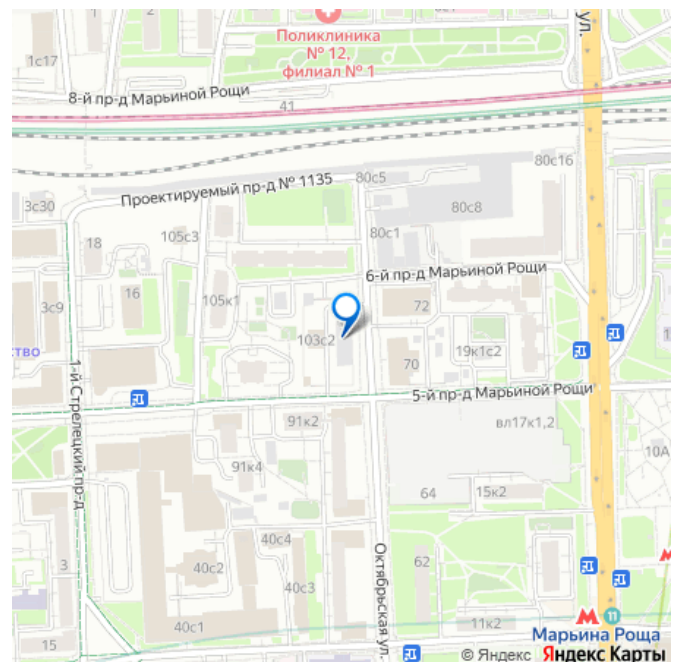 ул.
1с17
Поликлиника
№ 12,
филиал № 1
8-й пр-д Марьиной Рощи
41
80с16
Проектируемый пр-д № 1135
80с5
3с30
80с8
105с3
80с1
18
6-й пр-д Марьиной Рощи
16
105к1
72
3с9
103с2
19к1с2
ство
70
1-й Стрелецкий пр-д
5-й пр-д Марьиной Рощи
91к2
вл17к1,2
91к4
10А
64
15к2
40с4
Октябрьская ул.
62
40с2
3
40с3
11к2
40с1
11
15
Марьина Роща
© Яндекс Яндекс Карты